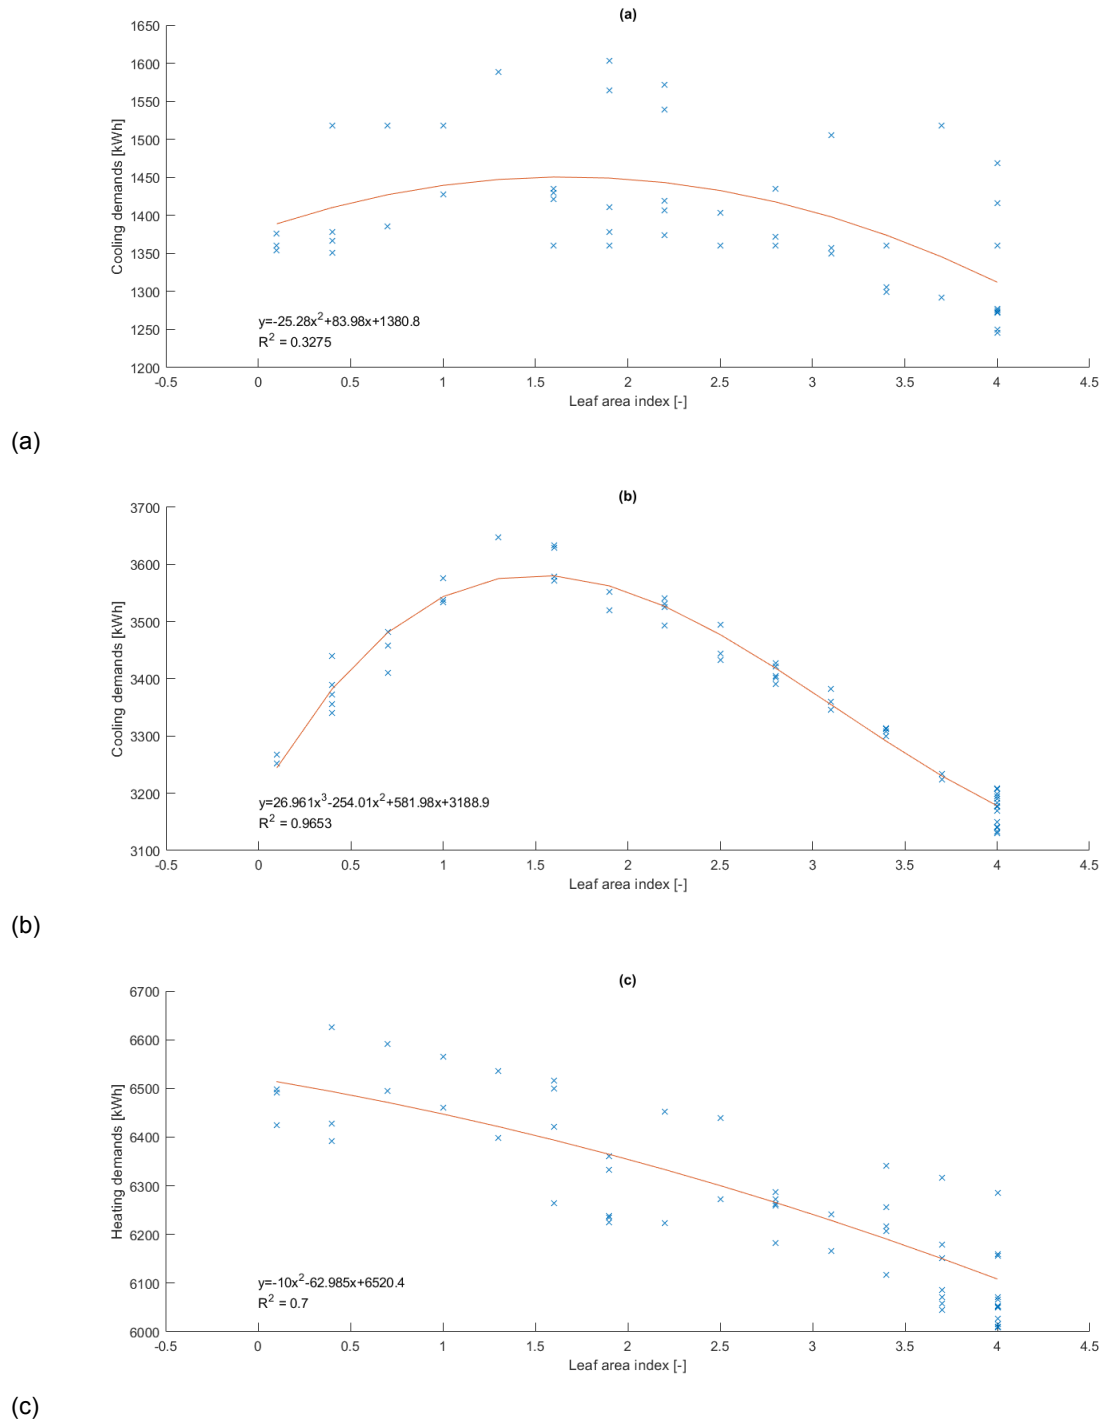 (a)
1650
1600
1550
1500
1450
1400
1350
1300
1250
1200
Cooling demands [kWh]
y=-25.28x²+83.98x+1380.8
R² = 0.3275
-0.5 0 0.5 1 1.5 2 2.5 3 3.5 4 4.5
Leaf area index [-]
(a)
(b)
3700
3600
3500
3400
3300
3200
3100
Cooling demands [kWh]
y=26.961x³-254.01x²+581.98x+3188.9
R² = 0.9653
-0.5 0 0.5 1 1.5 2 2.5 3 3.5 4 4.5
Leaf area index [-]
(b)
(c)
6700
6600
6500
6400
6300
6200
6100
6000
Heating demands [kWh]
y=-10x²-62.985x+6520.4
R² = 0.7
-0.5 0 0.5 1 1.5 2 2.5 3 3.5 4 4.5
Leaf area index [-]
(c)